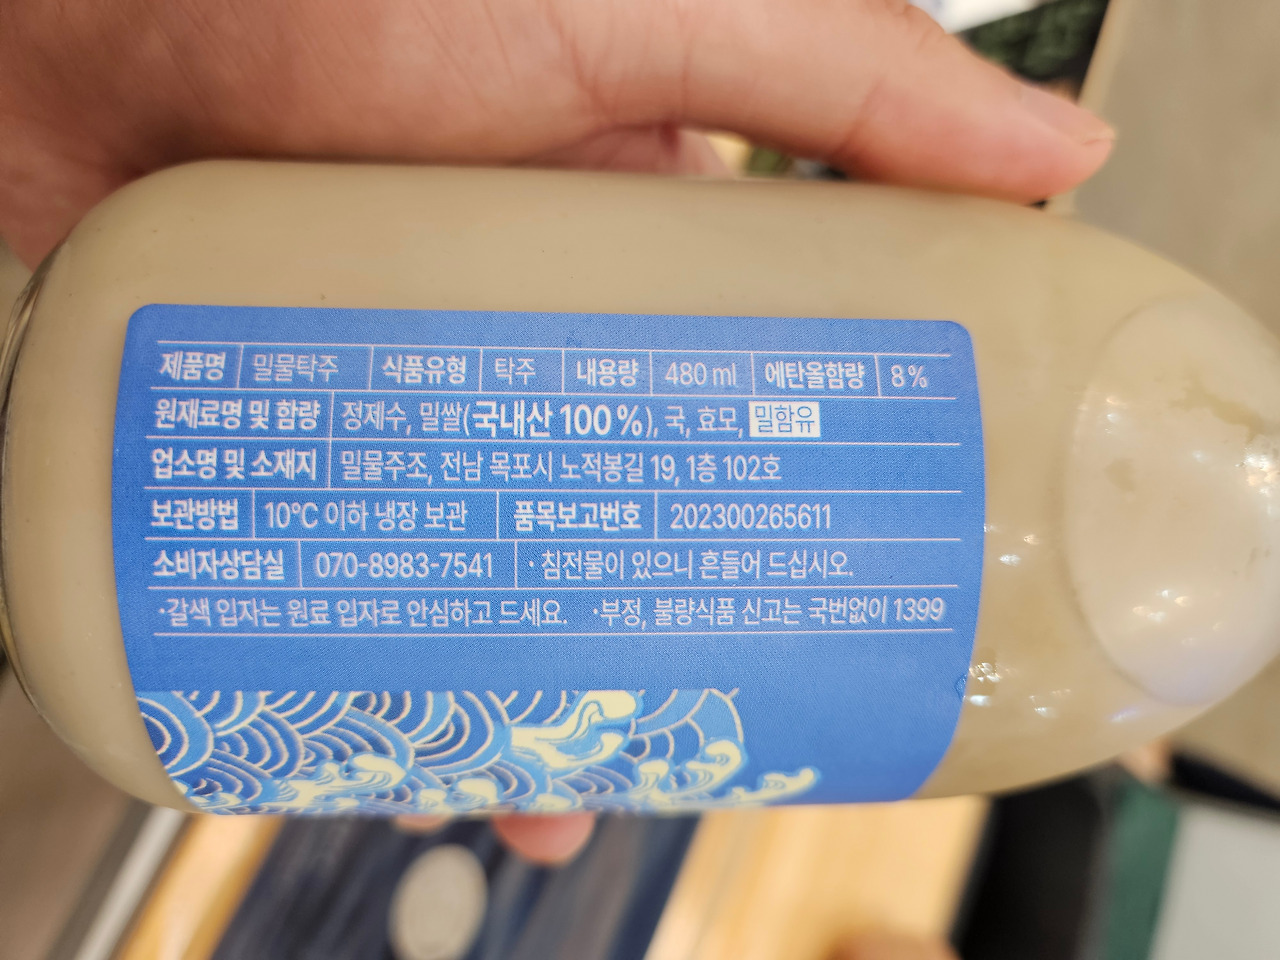 제품명 밀물탁주 식품유형 탁주 내용량 480 ml 에탄올함량 8 %
원재료명 및 함량 정제수, 밀쌀(국내산 100 %), 국, 효모, 밀함유
업소명 및 소재지 밀물주조, 전남 목포시 노적봉길 19, 1층 102호
보관방법 10℃ 이하 냉장 보관 품목보고번호 202300265611
소비자상담실 070-8983-7541 · 침전물이 있으니 흔들어 드십시오.
·갈색 입자는 원료 입자로 안심하고 드세요. ·부정, 불량식품 신고는 국번없이 1399